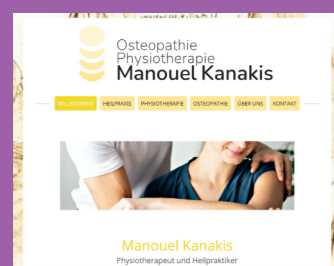 Osteopathie
Physiotherapie
Manouel Kanakis
WILLKOMMEN HEILPRAXIS PHYSIOTHERAPIE OSTEOPATHIE ÜBER UNS KONTAKT
Manouel Kanakis
Physiotherapeut und Heilpraktiker